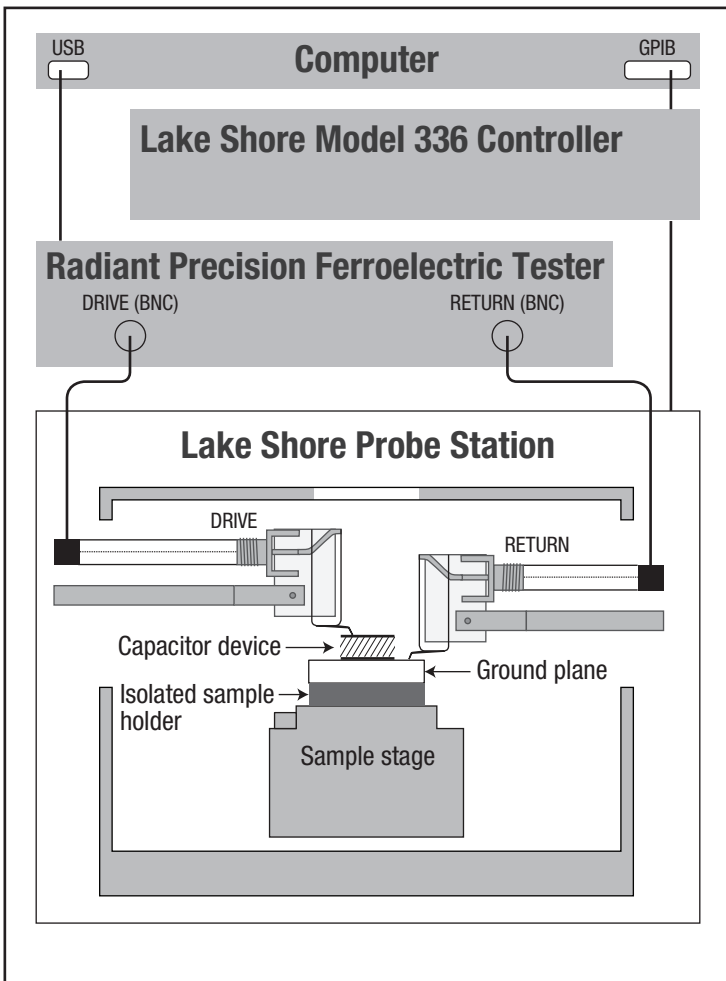 USB
Computer
GPIB
Lake Shore Model 336 Controller
Radiant Precision Ferroelectric Tester
DRIVE (BNC)
RETURN (BNC)
Lake Shore Probe Station
DRIVE
RETURN
Capacitor device
Ground plane
Isolated sample
holder
Sample stage